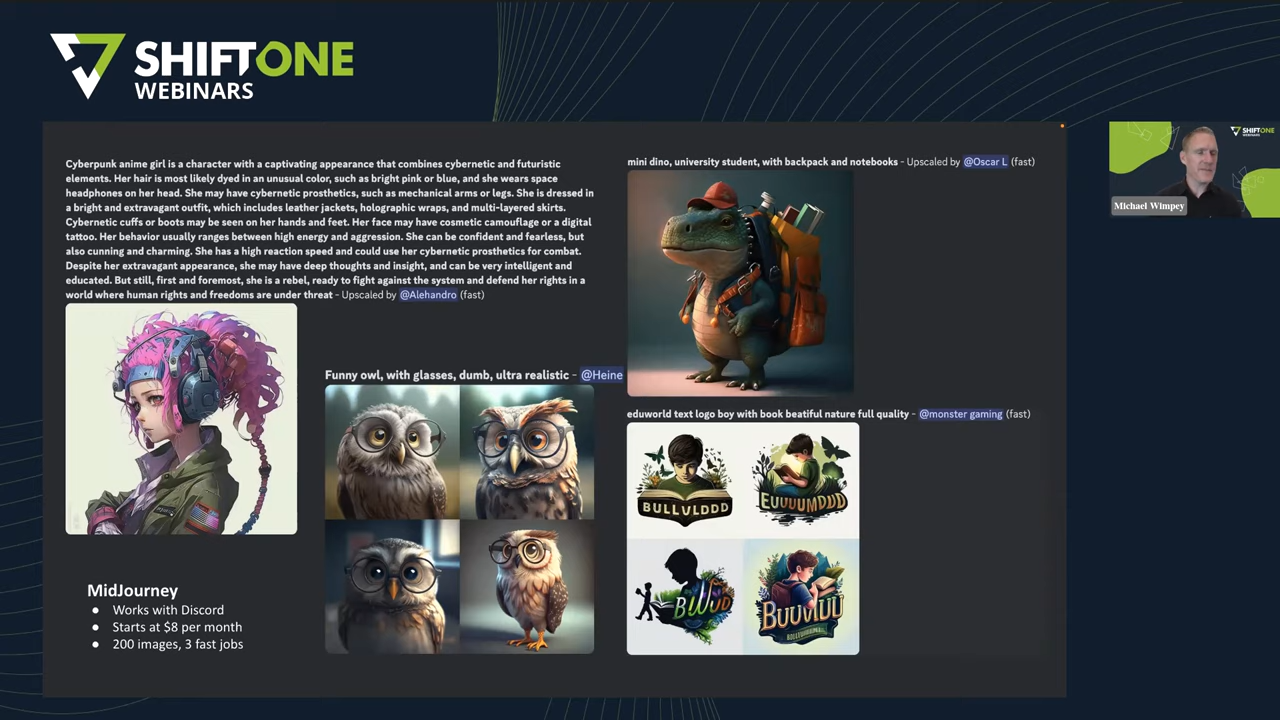 SHIFTONE
WEBINARS
Cyberpunk anime girl is a character with a captivating appearance that combines cybernetic and futuristic
elements. Her hair is most likely dyed in an unusual color, such as bright pink or blue, and she wears space
headphones on her head. She may have cybernetic prosthetics, such as mechanical arms or legs. She is dressed in
a bright and extravagant outfit, which includes leather jackets, holographic wraps, and multi-layered skirts.
Cybernetic cuffs or boots may be seen on her hands and feet. Her face may have cosmetic camouflage or a digital
tattoo. Her behavior usually ranges between high energy and aggression. She can be confident and fearless, but
also cunning and charming. She has a high reaction speed and could use her cybernetic prosthetics for combat.
Despite her extravagant appearance, she may have deep thoughts and insight, and can be very intelligent and
educated. But still, first and foremost, she is a rebel, ready to fight against the system and defend her rights in a
world where human rights and freedoms are under threat - Upscaled by @Alehandro (fast)
Funny owl, with glasses, dumb, ultra realistic - @Heine
MidJourney
• Works with Discord
• Starts at $8 per month
• 200 images, 3 fast jobs
mini dino, university student, with backpack and notebooks - Upscaled by @Oscar L (fast)
eduworld text logo boy with book beatiful nature full quality - @monster gaming (fast)
BULLVLDDD
EUUUUMDDD
BWUD
BUUVIUU
SHIFTONE
WEBINARS
Michael Wimpey